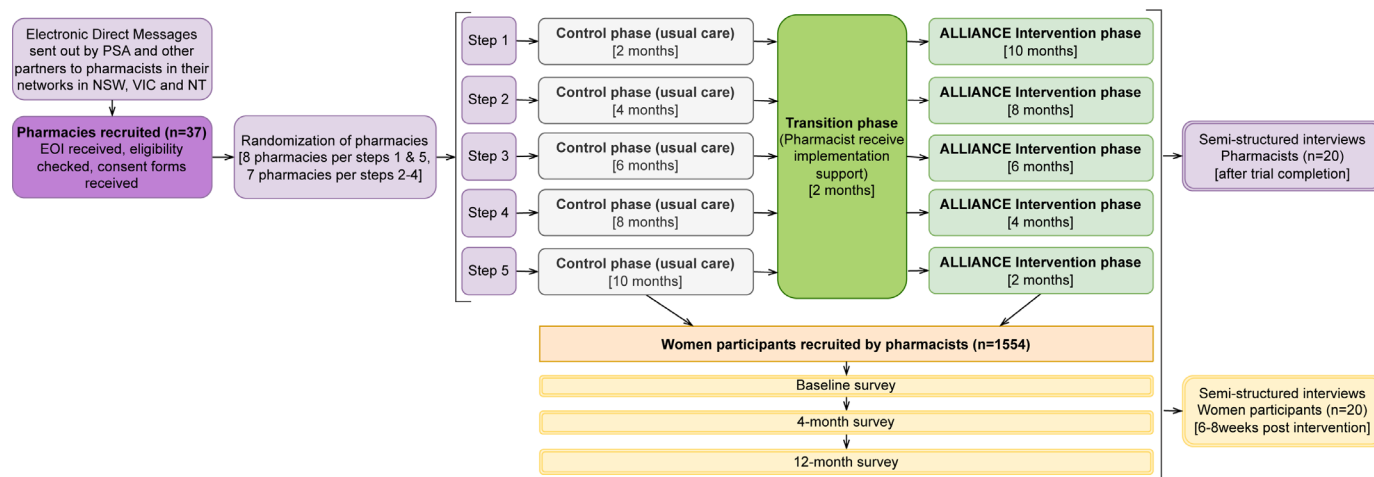 Electronic Direct Messages
sent out by PSA and other
partners to pharmacists in their
networks in NSW, VIC and NT
Pharmacies recruited (n=37)
EOI received, eligibility
checked, consent forms
received
Randomization of pharmacies
[8 pharmacies per steps 1 & 5,
7 pharmacies per steps 2-4]
Step 1
Control phase (usual care)
[2 months]
Step 2
Control phase (usual care)
[4 months]
Step 3
Control phase (usual care)
[6 months]
Step 4
Control phase (usual care)
[8 months]
Step 5
Control phase (usual care)
[10 months]
Transition phase
(Pharmacist receive
implementation
support)
[2 months]
ALLIANCE Intervention phase
[10 months]
ALLIANCE Intervention phase
[8 months]
ALLIANCE Intervention phase
[6 months]
ALLIANCE Intervention phase
[4 months]
ALLIANCE Intervention phase
[2 months]
Women participants recruited by pharmacists (n=1554)
Baseline survey
4-month survey
12-month survey
Semi-structured interviews
Pharmacists (n=20)
[after trial completion]
Semi-structured interviews
Women participants (n=20)
[6-8weeks post intervention]